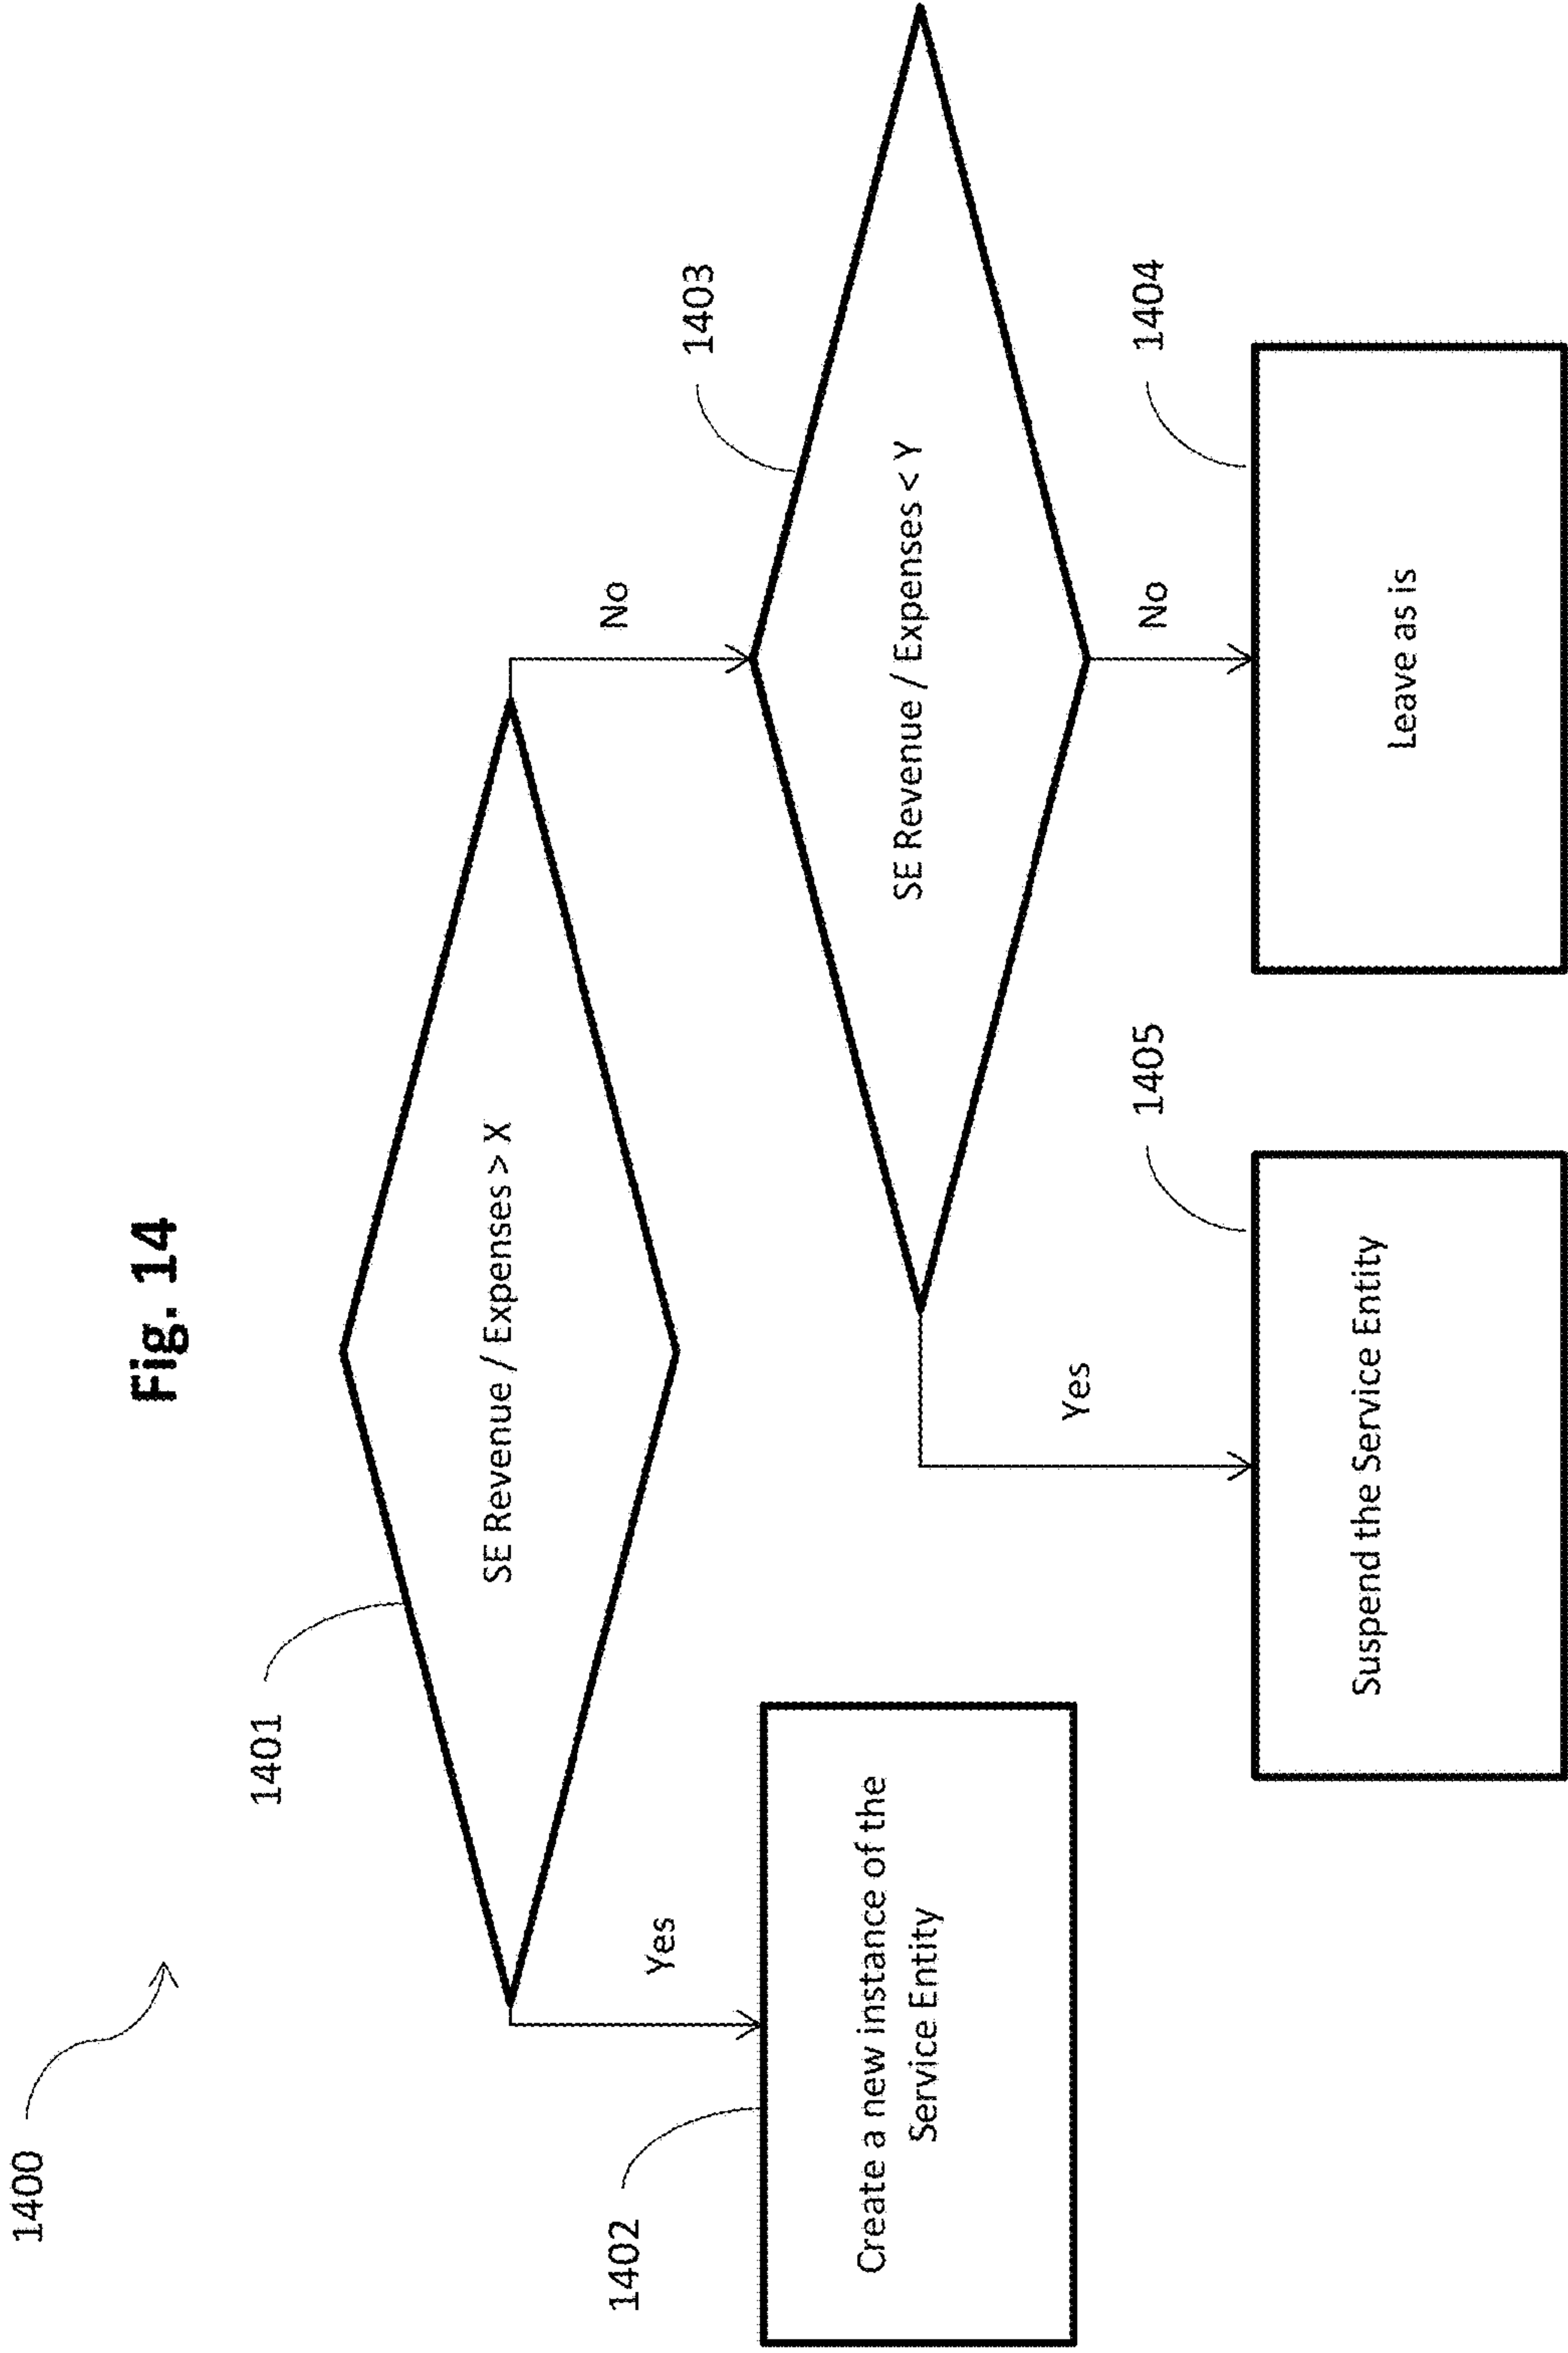 Fig. 14
1400
1401
SE Revenue / Expenses > X
Yes
No
1402
Create a new instance of the
Service Entity
1403
SE Revenue / Expenses < Y
Yes
No
1405
Suspend the Service Entity
1404
Leave as is